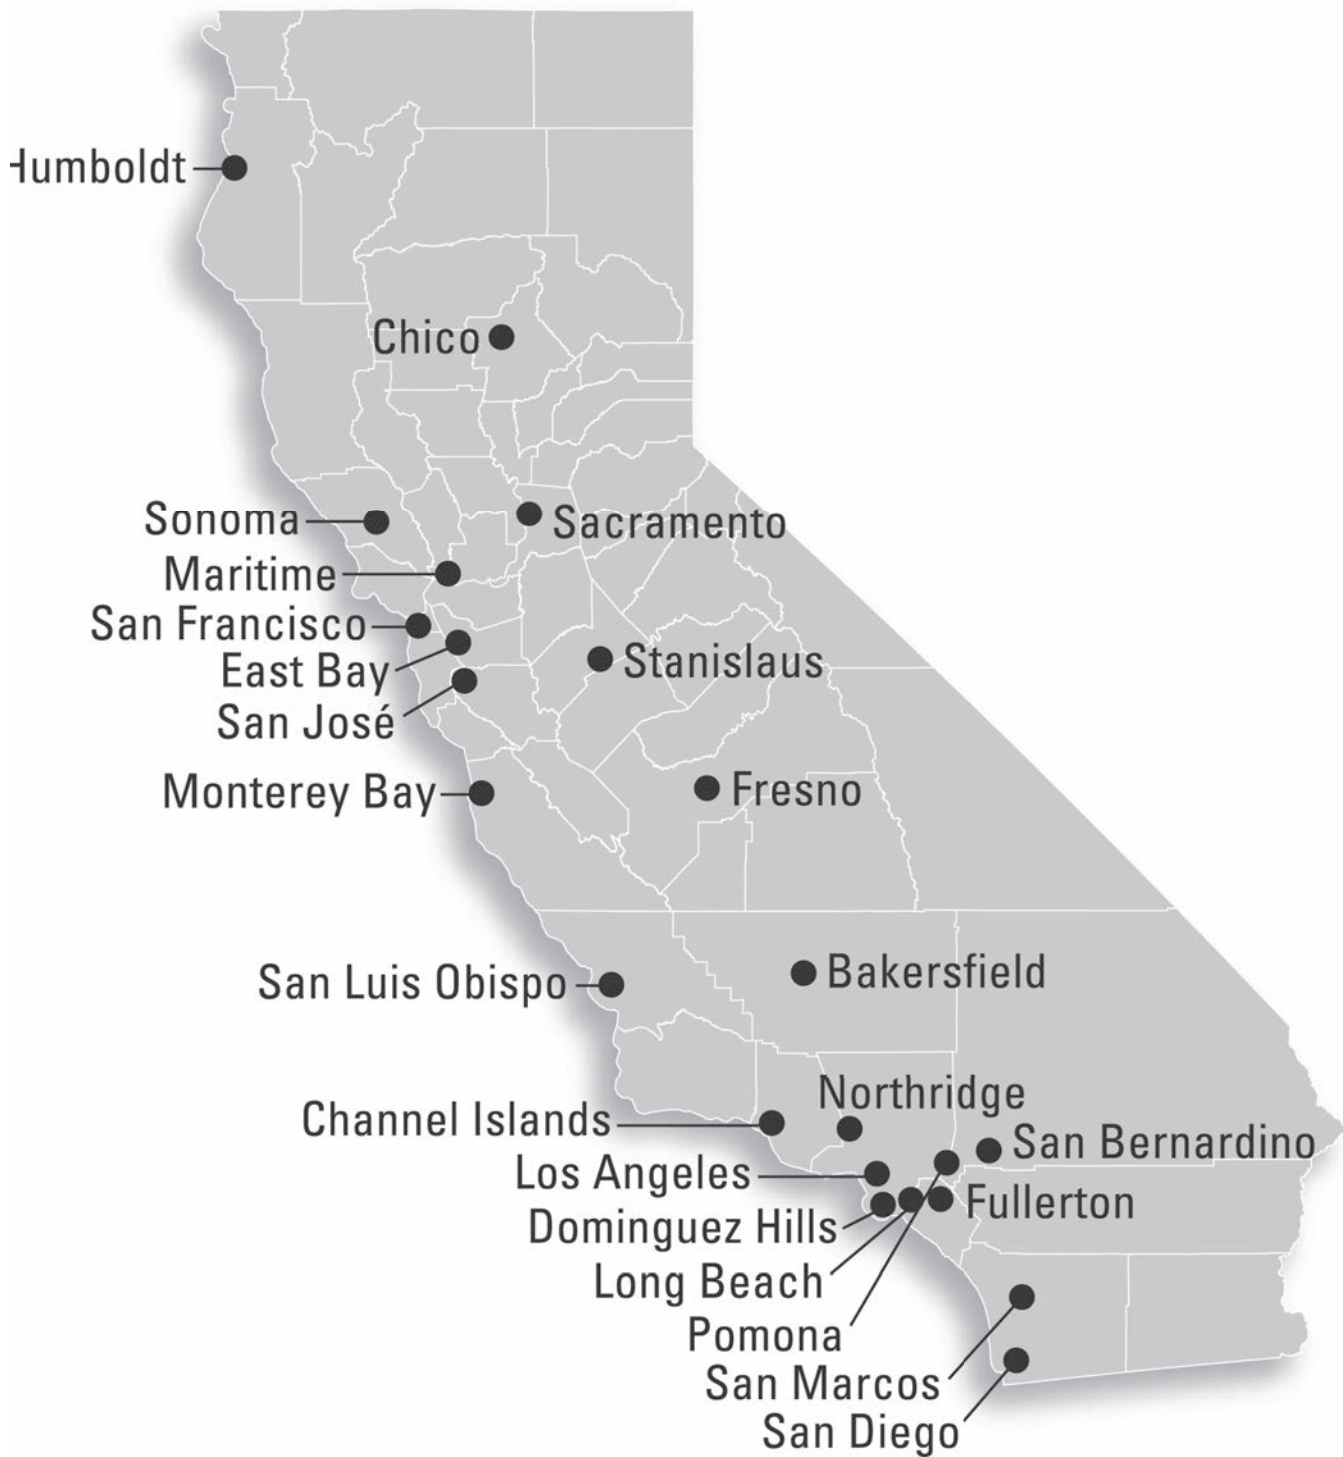 Humboldt
Chico
Sonoma
Sacramento
Maritime
San Francisco
East Bay
Stanislaus
San José
Monterey Bay
Fresno
San Luis Obispo
Bakersfield
Northridge
Channel Islands
San Bernardino
Los Angeles
Fullerton
Dominguez Hills
Long Beach
Pomona
San Marcos
San Diego